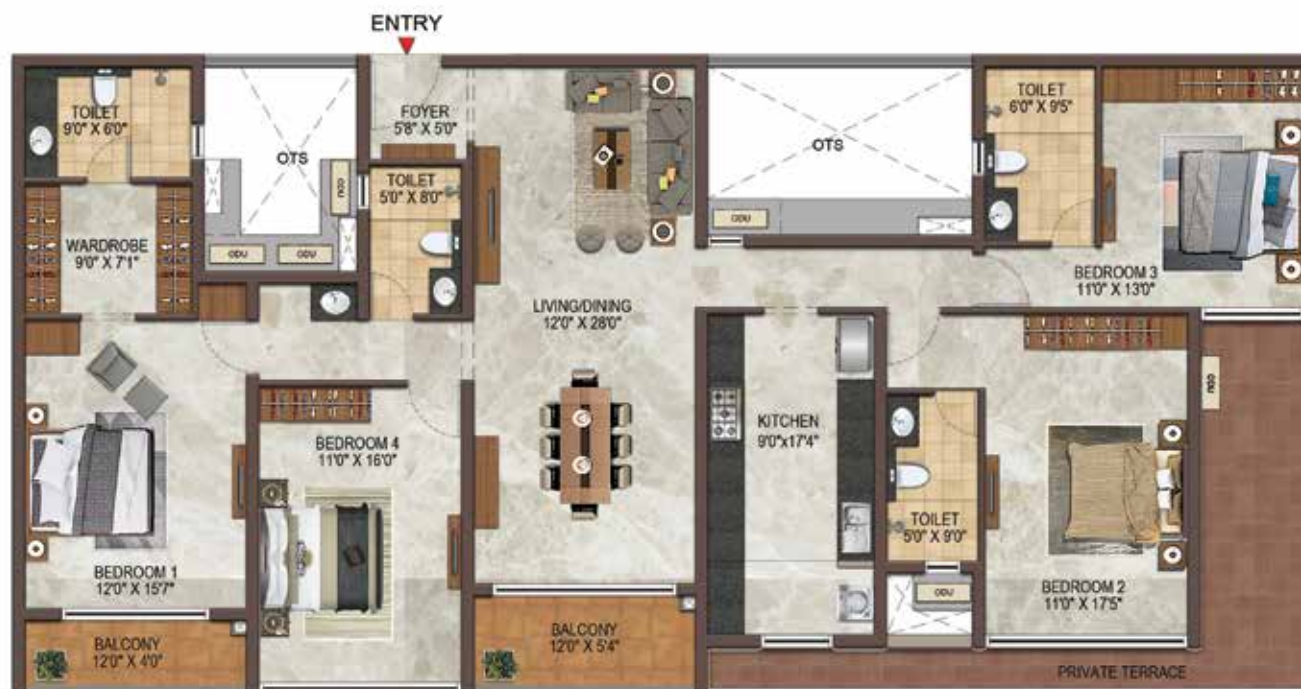 ENTRY
TOILET
9'0" X 6'0"
FOYER
5'8" X 5'0"
OTS
ODU
ODU
ODU
TOILET
5'0" X 8'0"
OTS
ODU
TOILET
6'0" X 9'5"
WARDROBE
9'0" X 7'1"
LIVING/DINING
12'0" X 28'0"
BEDROOM 3
11'0" X 13'0"
ODU
KITCHEN
9'0"x17'4"
BEDROOM 4
11'0" X 16'0"
TOILET
5'0" X 9'0"
BEDROOM 1
12'0" X 15'7"
ODU
BEDROOM 2
11'0" X 17'5"
BALCONY
12'0" X 4'0"
BALCONY
12'0" X 5'4"
PRIVATE TERRACE